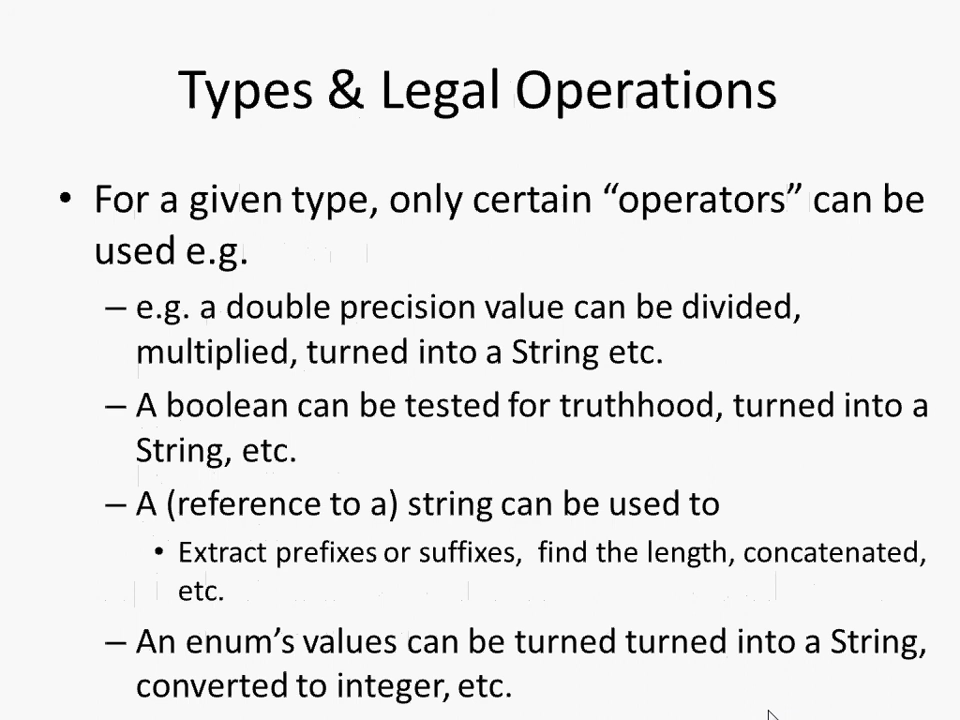 Types & Legal Operations
• For a given type, only certain “operators” can be
used e.g.
– e.g. a double precision value can be divided,
multiplied, turned into a String etc.
– A boolean can be tested for truthhood, turned into a
String, etc.
– A (reference to a) string can be used to
• Extract prefixes or suffixes, find the length, concatenated,
etc.
– An enum’s values can be turned turned into a String,
converted to integer, etc.